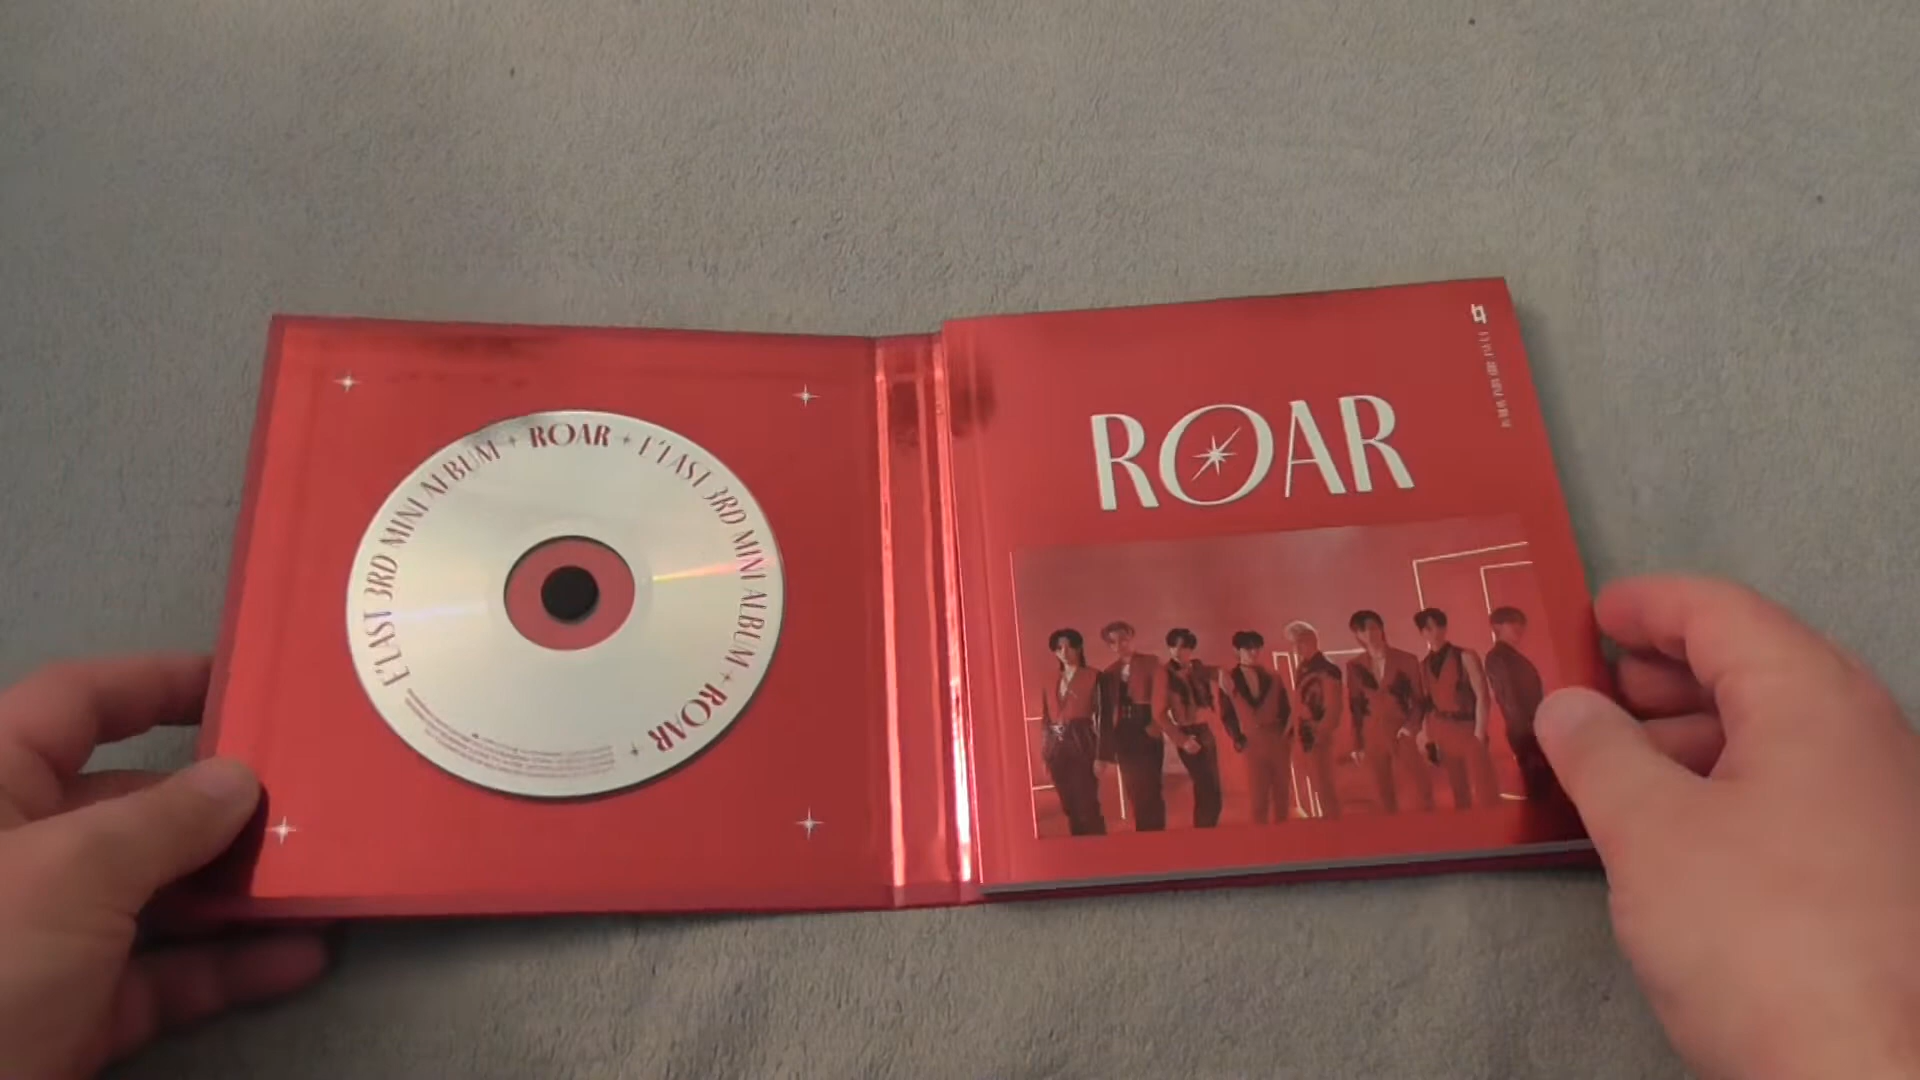 E'LAST 3RD MINI ALBUM + ROAR + E'LAST 3RD MINI ALBUM + ROAR +
ROAR